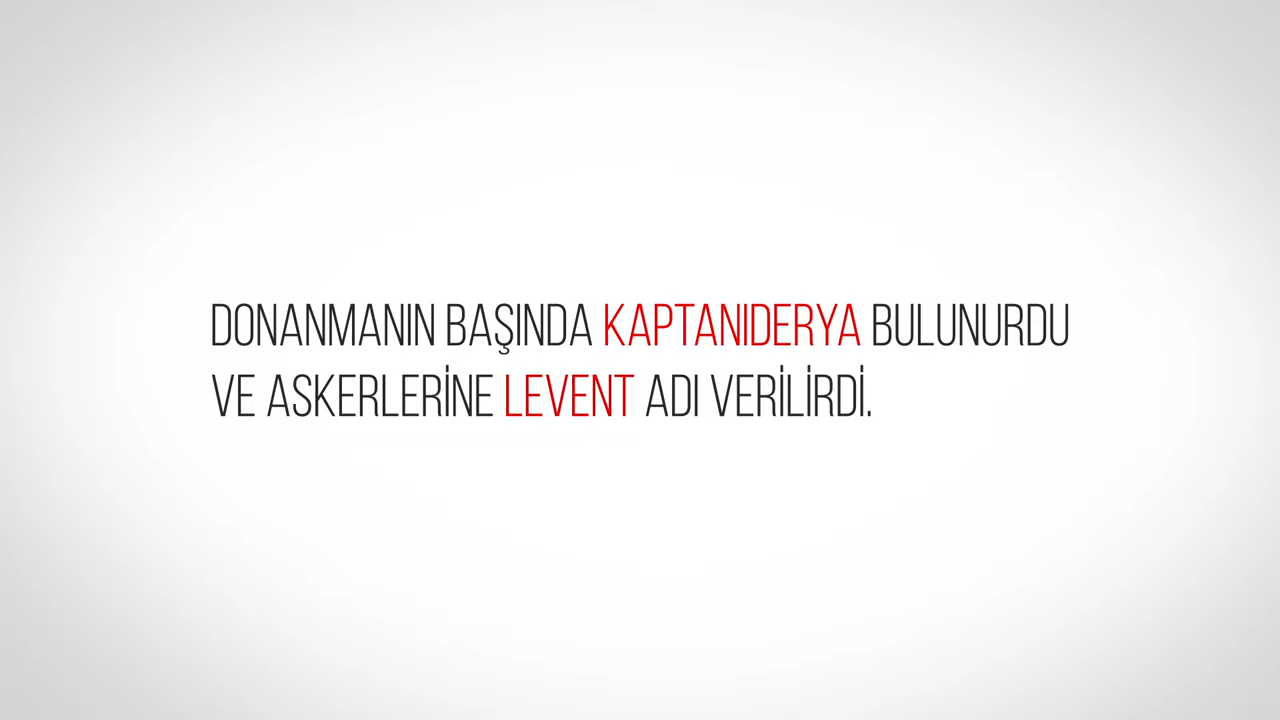 DONANMANIN BAŞINDA KAPTANIDERYA BULUNURDU
VE ASKERLERİNE LEVENT ADI VERİLİRDİ.